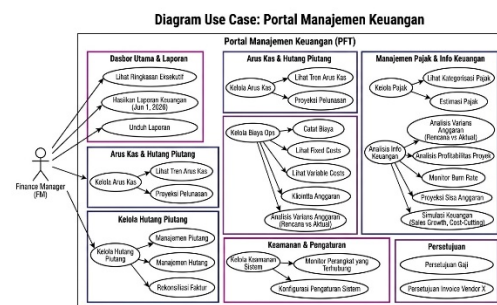 Diagram Use Case: Portal Manajemen Keuangan
Portal Manajemen Keuangan (PFT)
Dasbor Utama & Laporan
Lihat Ringkasan Eksekutif
Hasilkan Laporan Keuangan
(Jun 1, 2028)
Unduh Laporan
Arus Kas & Hutang Piutang
Kelola Arus Kas
Lihat Tren Arus Kas
Proyeksi Pelunasan
Manajemen Pajak & Info Keuangan
Kelola Pajak
Lihat Kategorisasi Pajak
Estimasi Pajak
Analisis Info
Keuangan
Analisis Varians
Anggaran
(Rencana vs Aktual)
Analisis Profitabilitas Proyek
Monitor Burn Rate
Proyeksi Sisa Anggaran
Simulasi Keuangan
(Sales Growth, Cost-Cutting)
Kelola Biaya Ops
Catat Biaya
Lihat Fixed Costs
Lihat Variable Costs
Anggaran
Analisis Varians Anggaran
(Rencana vs Aktual)
Finance Manager
(FM)
Arus Kas & Hutang Piutang
Kelola Arus Kas
Lihat Tren Arus Kas
Proyeksi Pelunasan
Kelola Hutang Piutang
Kelola Hutang
Piutang
Manajemen Piutang
Manajemen Hutang
Rekonsiliasi Faktur
Keamanan & Pengaturan
Kelola Keamanan
Sistem
Monitor Perangkat yang
Terhubung
Konfigurasi Pengaturan Sistem
Persetujuan
Persetujuan Gaji
Persetujuan Invoice Vendor X